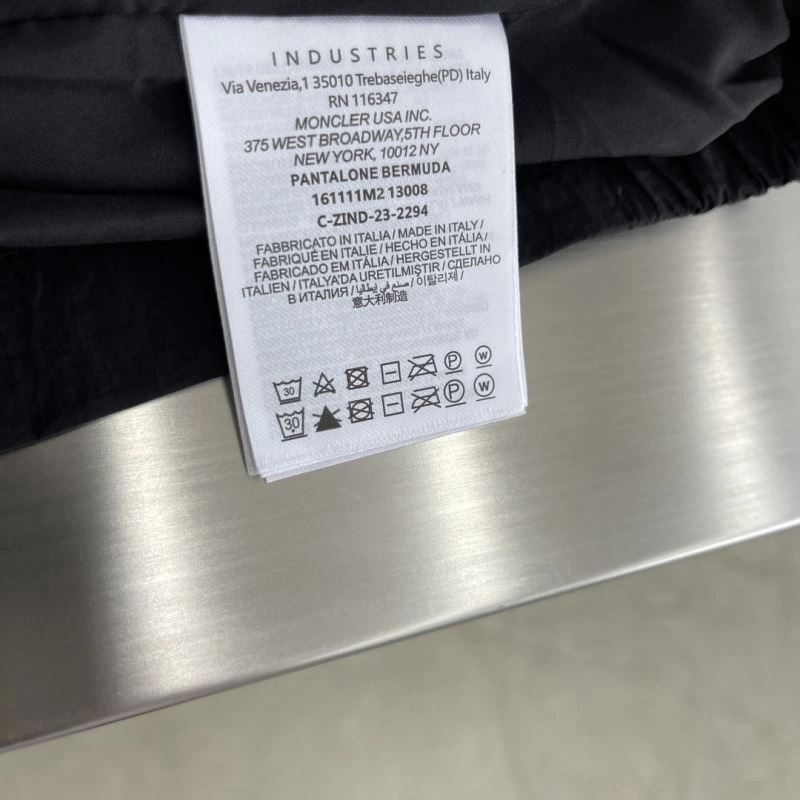 INDUSTRIES
Via Venezia,1 35010 Trebaseieghe(PD) Italy
RN 116347
MONCLER USA INC.
375 WEST BROADWAY,5TH FLOOR
NEW YORK, 10012 NY
PANTALONE BERMUDA
161111M2 13008
C-ZIND-23-2294
FABBRICATO IN ITALIA / MADE IN ITALY /
FABRIQUÉ EN ITALIE / HECHO EN ITÁLIA /
FABRICADO EM ITÁLIA / HERGESTELLT IN
ITALIEN / ITALYA'DA URETILMIŞTIR / СДЕЛАНО
В ИТАЛИЯ / صنع في إيطاليا / 이탈리제 /
意大利制造
30 P W
30 P W